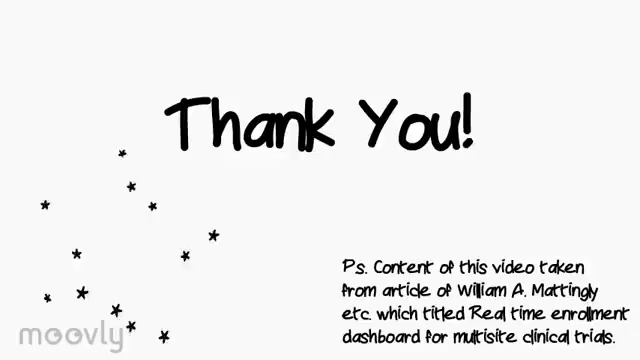 Thank You!
Ps. Content of this video taken
from article of William A. Mattingly
etc. which titled Real time enrollment
dashboard for multisite clinical trials.
moovly